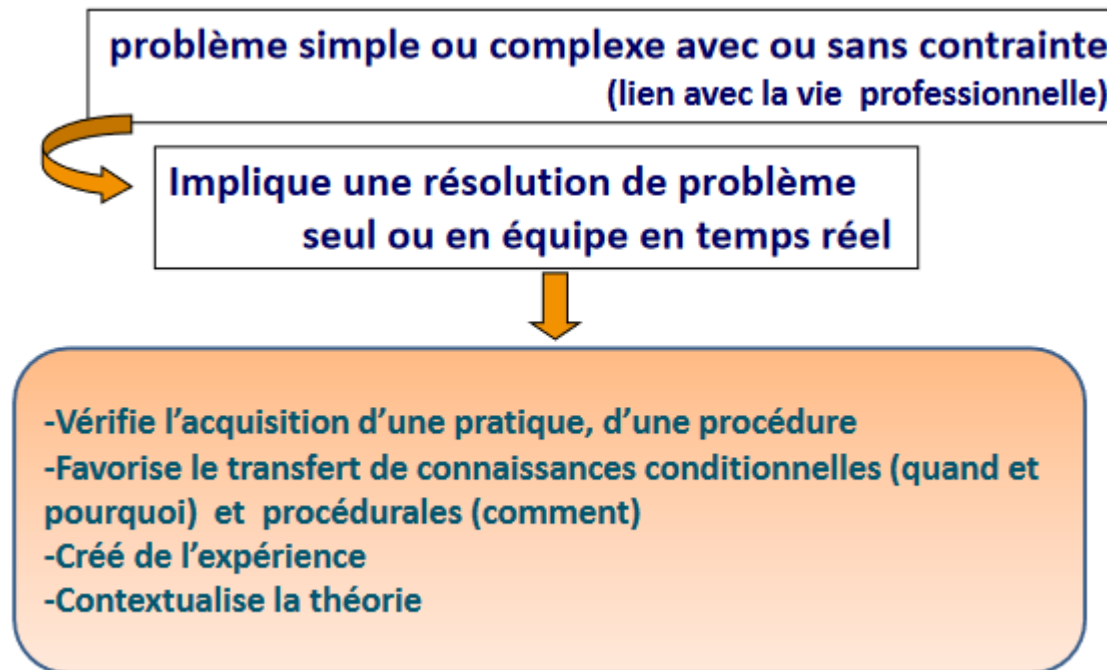 problème simple ou complexe avec ou sans contrainte
(lien avec la vie professionnelle)
Implique une résolution de problème
seul ou en équipe en temps réel
-Vérifie l’acquisition d’une pratique, d’une procédure
-Favorise le transfert de connaissances conditionnelles (quand et
pourquoi) et procédurales (comment)
-Créé de l’expérience
-Contextualise la théorie